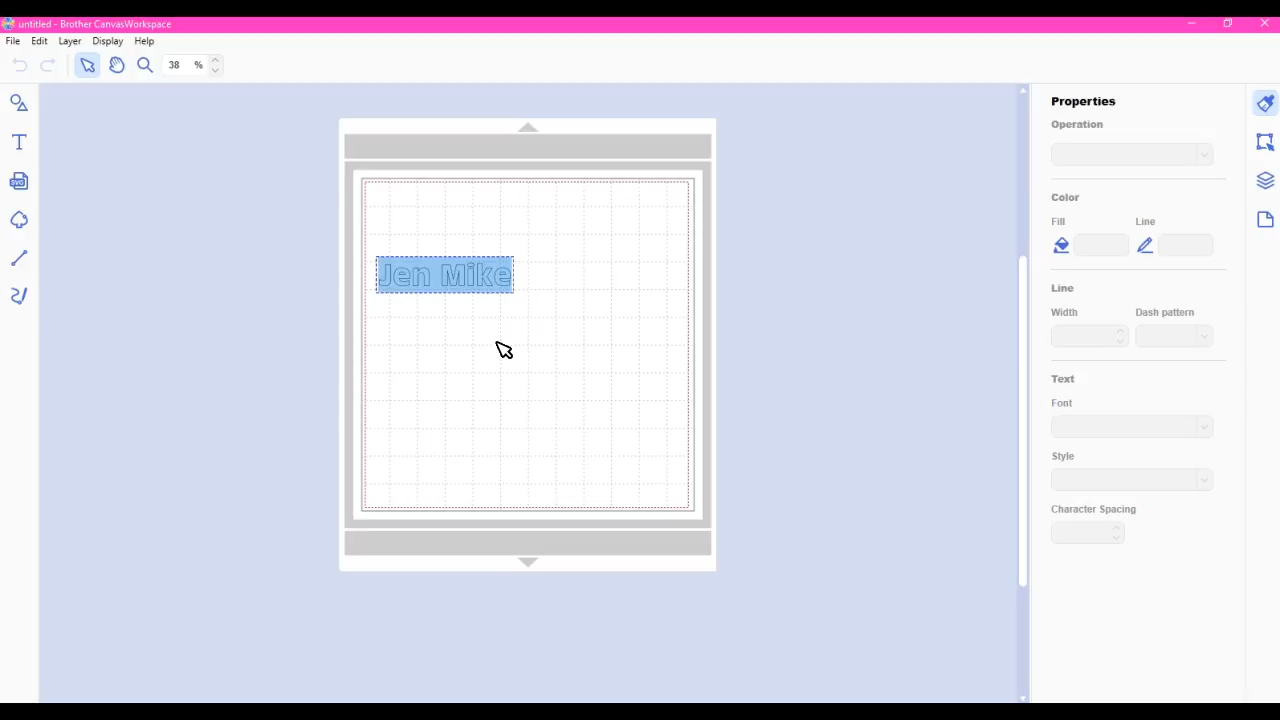 untitled - Brother CanvasWorkspace
File Edit Layer Display Help
38 %
SVG
Jen Mike
Properties
Operation
Color
Fill Line
Line
Width Dash pattern
Text
Font
Style
Character Spacing